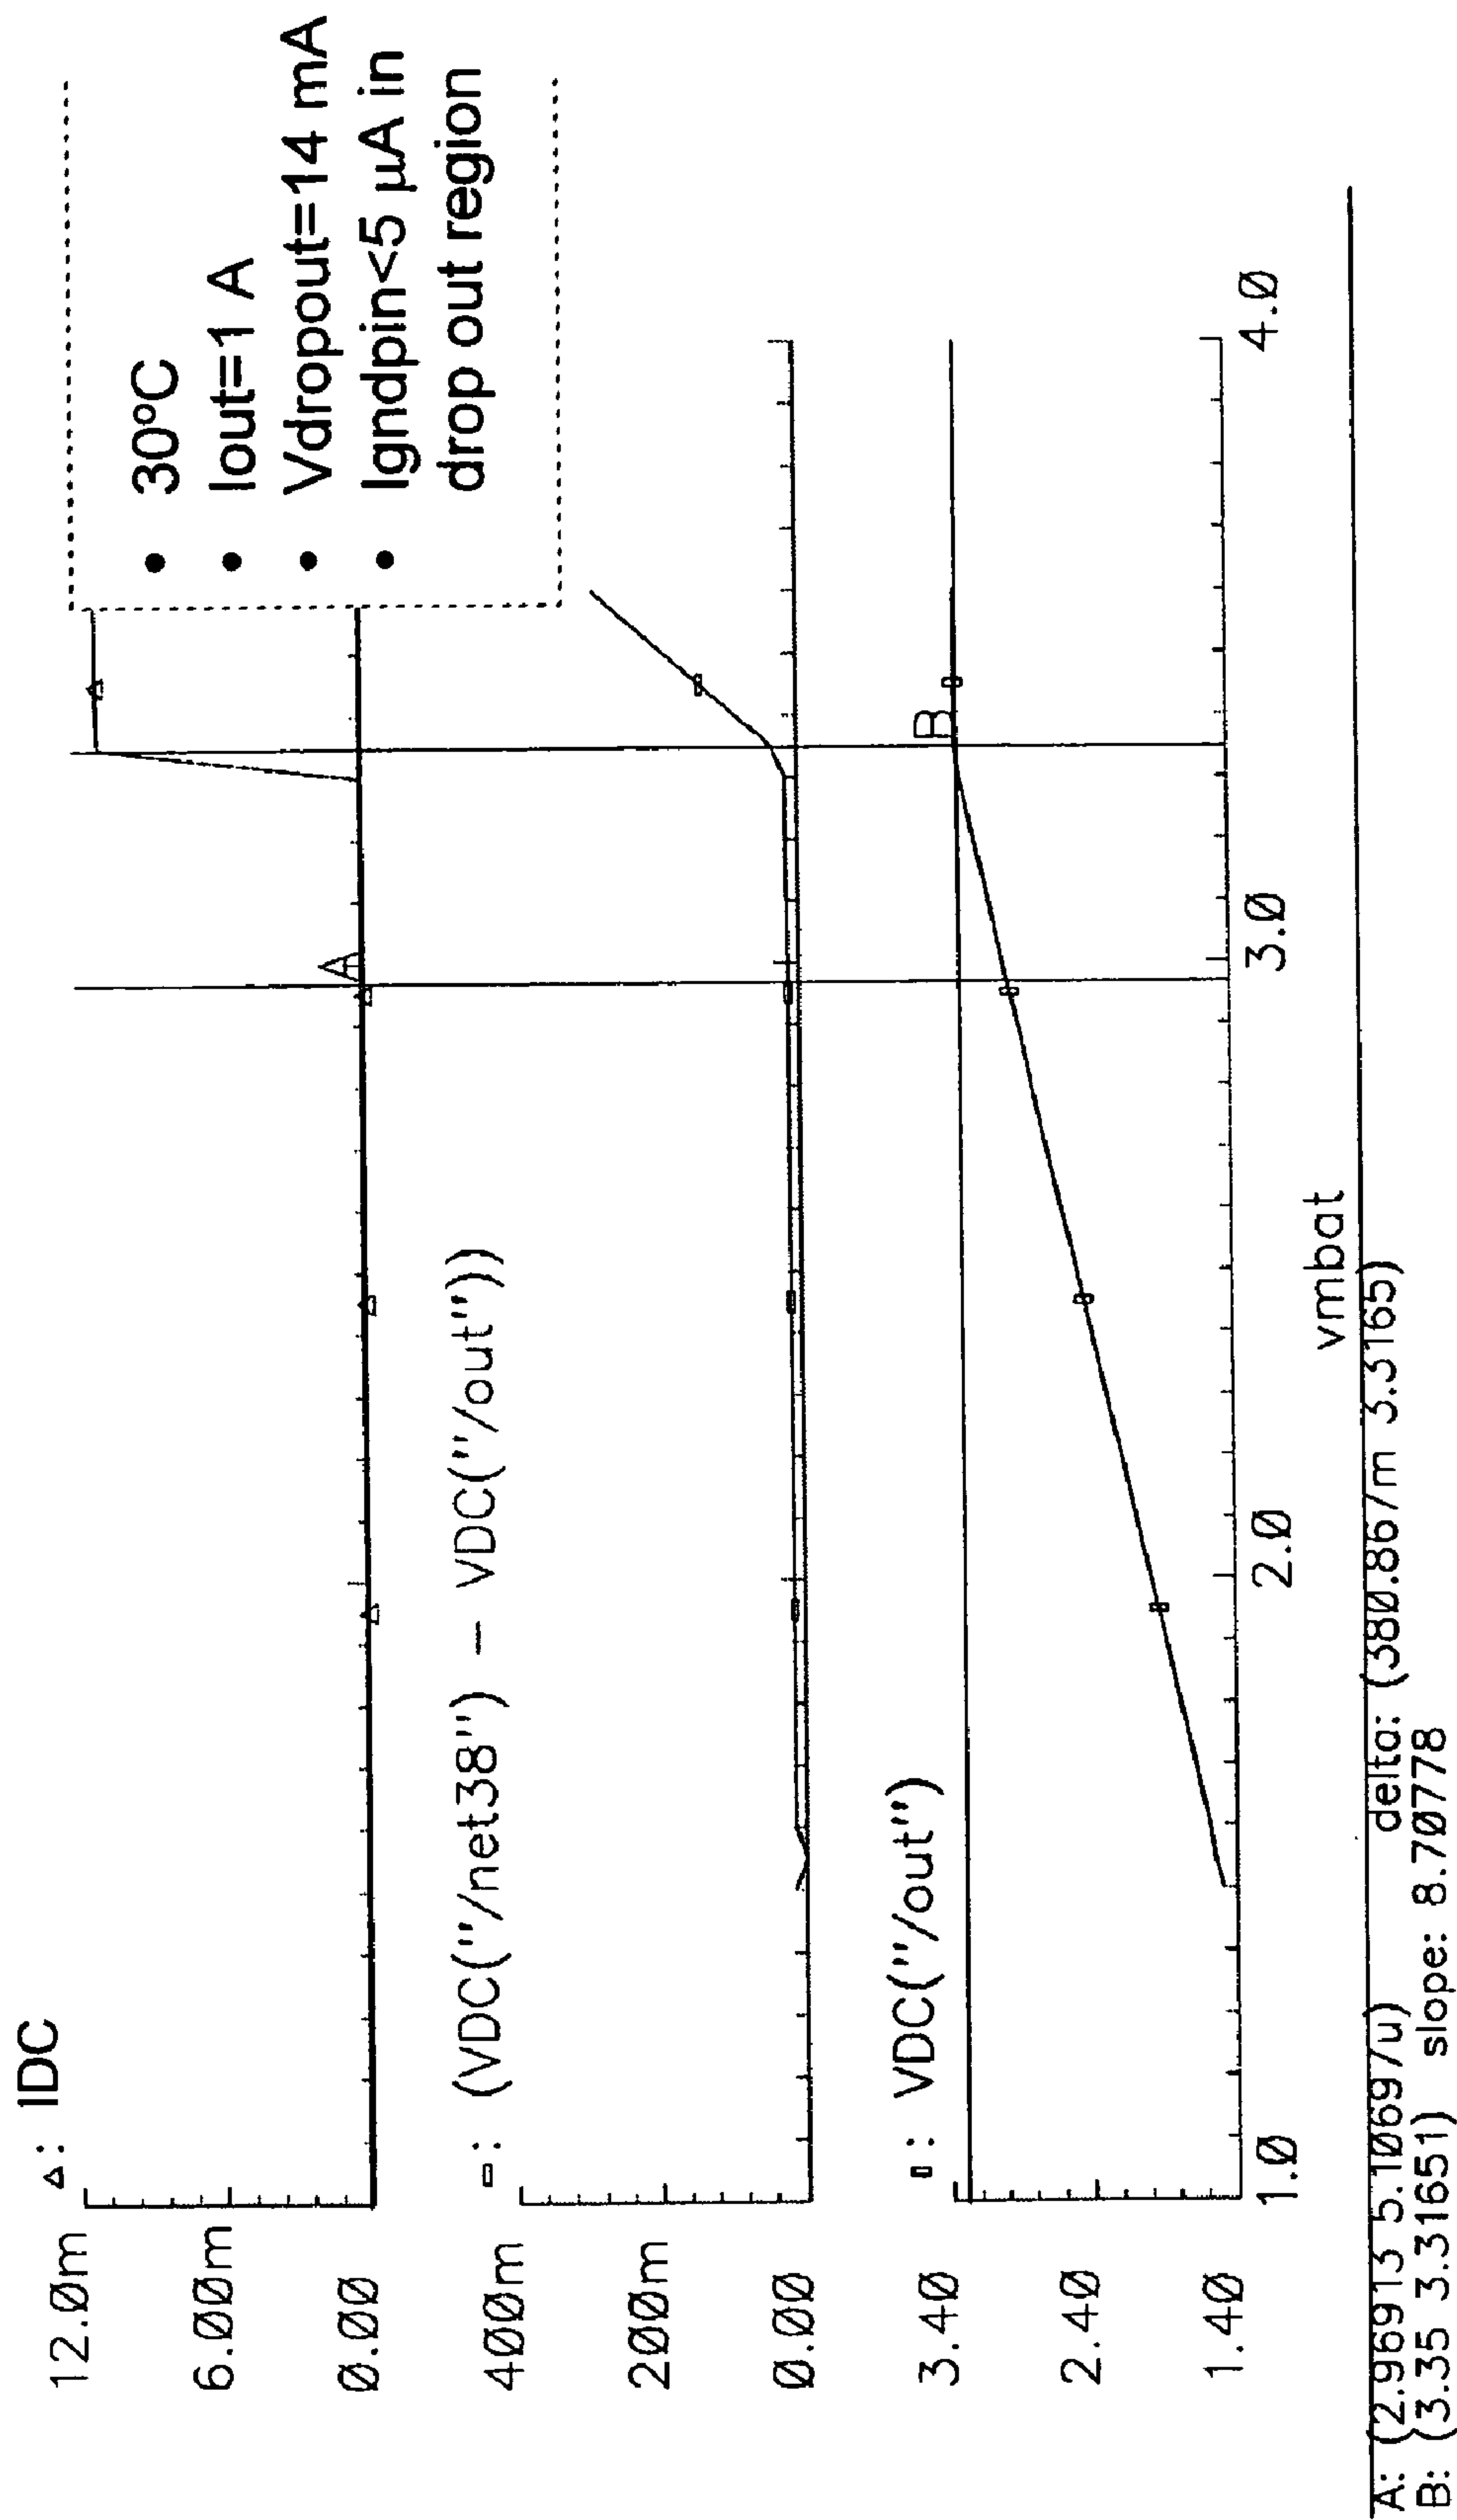 IDC
12.0m
6.00m
0.00
• 30ºC
• Iout=1 A
• Vdropout=14 mA
• Igndpin<5 µA in
drop out region
A
: (VDC("/net38") – VDC("/out"))
400m
200m
0.00
: VDC("/out")
3.40
2.40
1.40
B
1.0
2.0
3.0
4.0
vmbat
A: (2.96913 5.10697u) delta: (380.867m 3.3165)
B: (3.35 3.31651) slope: 8.70778